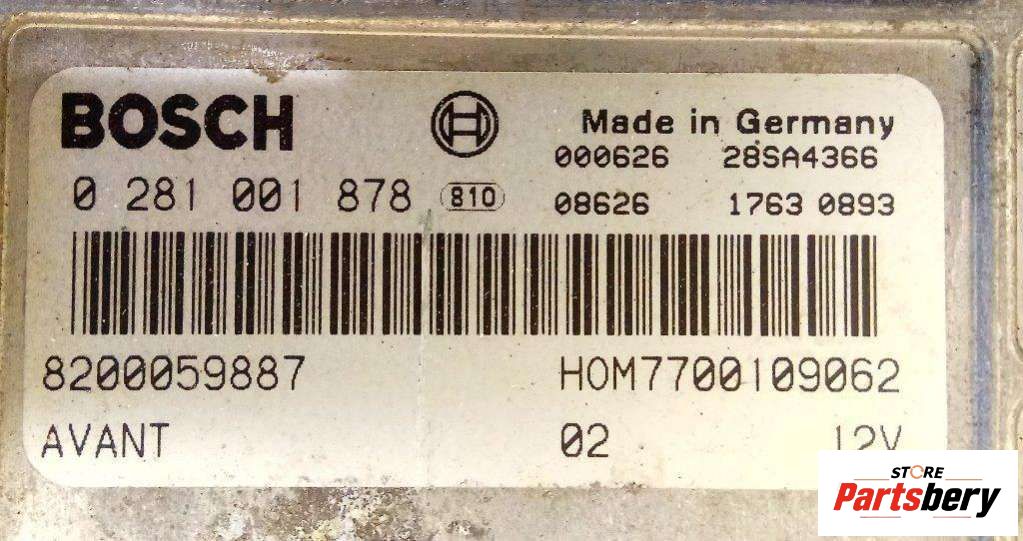 BOSCH
Made in Germany
000626 28SA4366
0 281 001 878 810
08626 1763 0893
8200059887 HOM7700109062
AVANT 02 12V
STORE
Partsbery